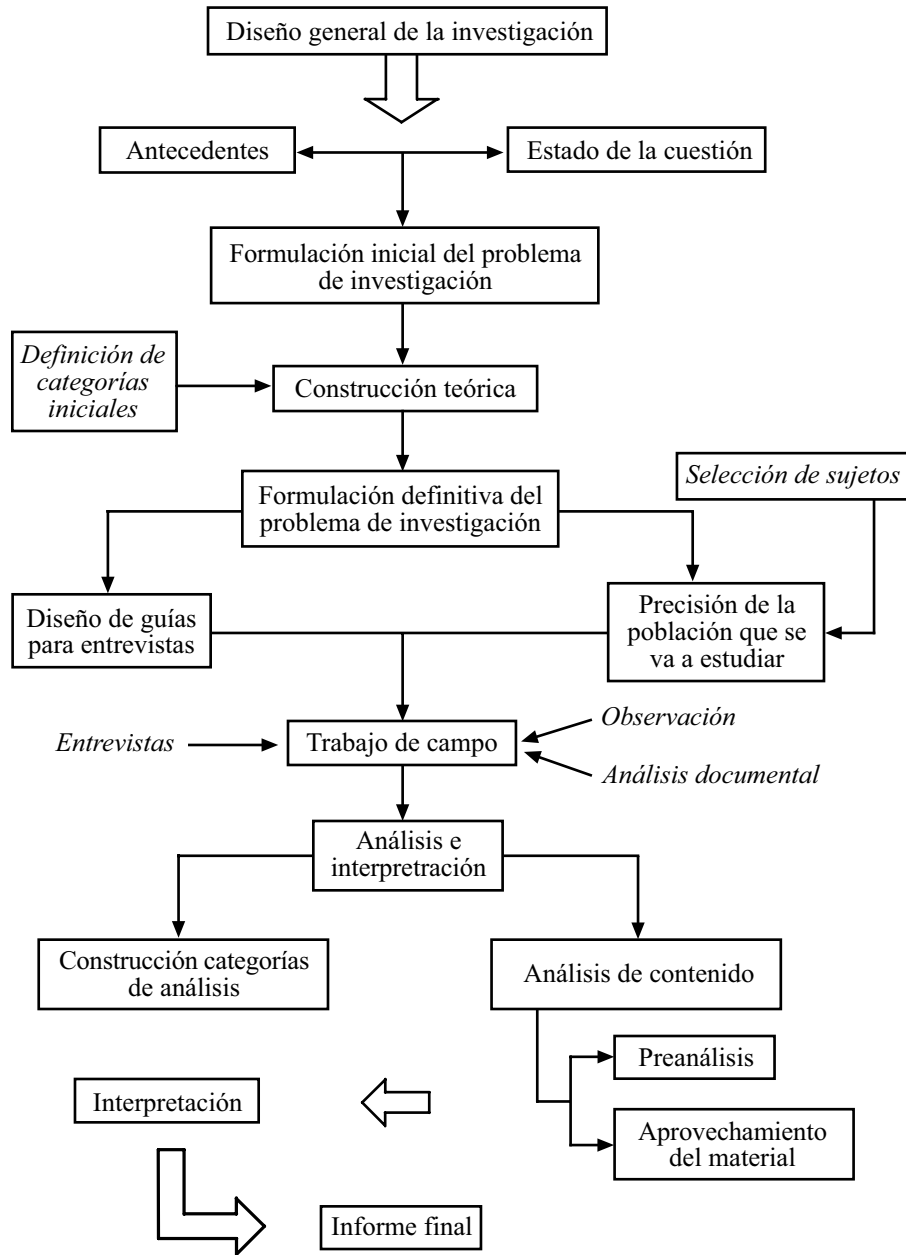 Diseño general de la investigación
Antecedentes
Estado de la cuestión
Formulación inicial del problema
de investigación
Definición de
categorías
iniciales
Construcción teórica
Selección de sujetos
Formulación definitiva del
problema de investigación
Diseño de guías
para entrevistas
Precisión de la
población que se
va a estudiar
Entrevistas
Trabajo de campo
Observación
Análisis documental
Análisis e
interpretración
Construcción categorías
de análisis
Análisis de contenido
Preanálisis
Interpretación
Aprovechamiento
del material
Informe final